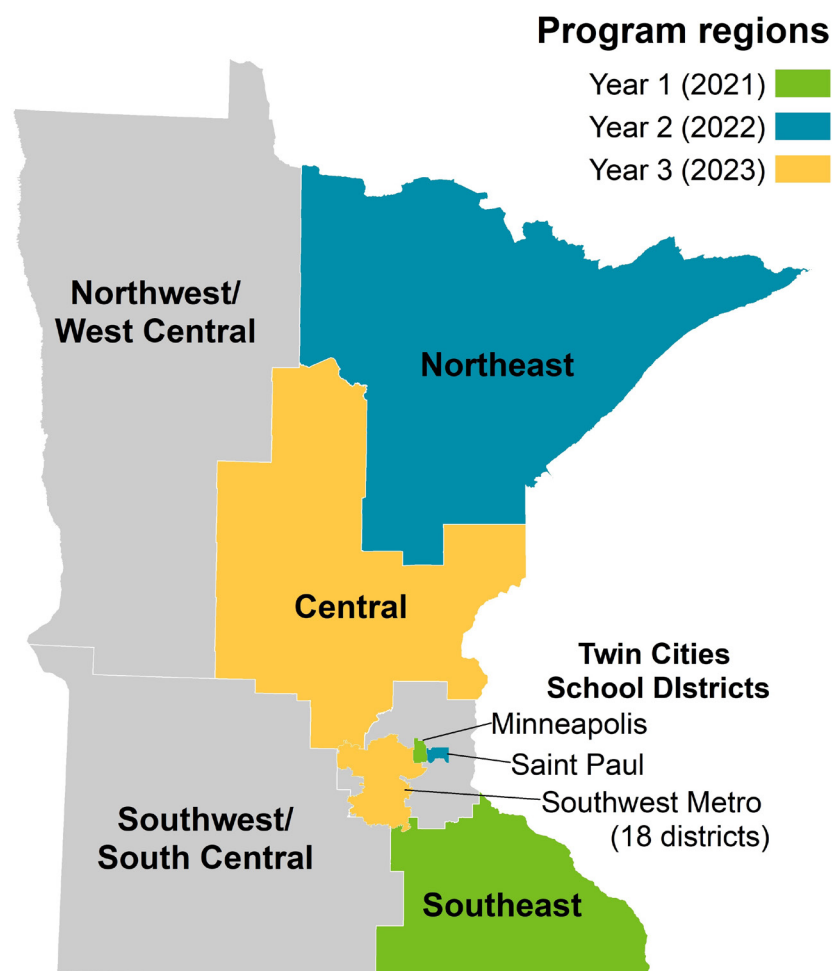 Program regions
Year 1 (2021)
Year 2 (2022)
Year 3 (2023)
Northwest/
West Central
Northeast
Central
Twin Cities
School DIstricts
Minneapolis
Saint Paul
Southwest Metro
(18 districts)
Southwest/
South Central
Southeast